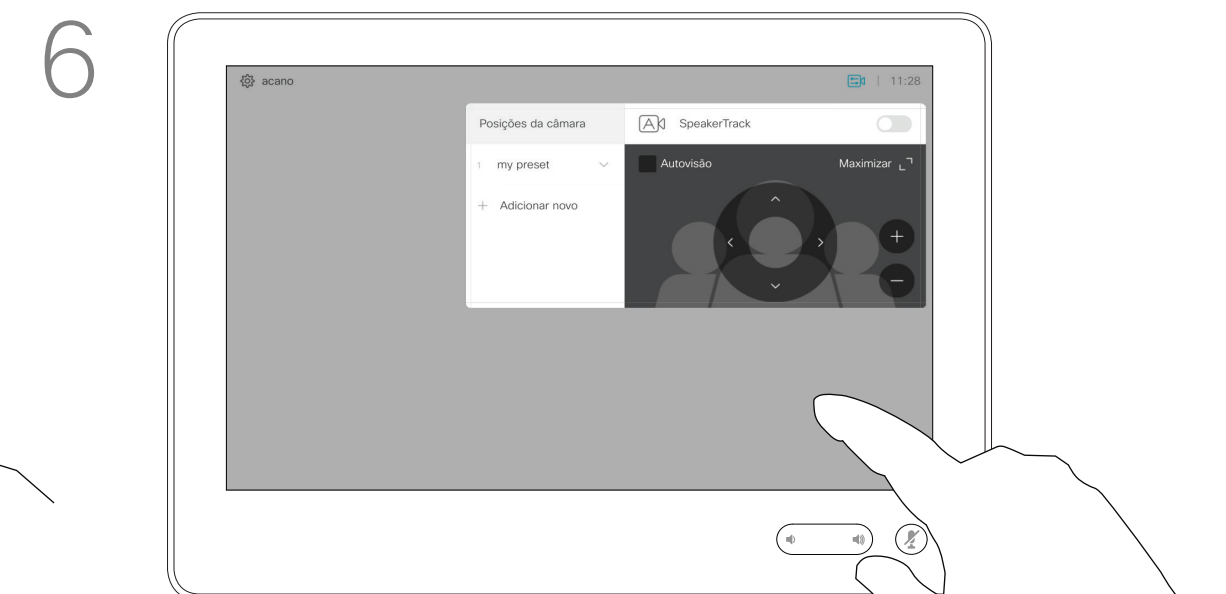 6
acano
11:28
Posições da câmara
SpeakerTrack
1 my preset
Autovisão
Maximizar
+ Adicionar novo